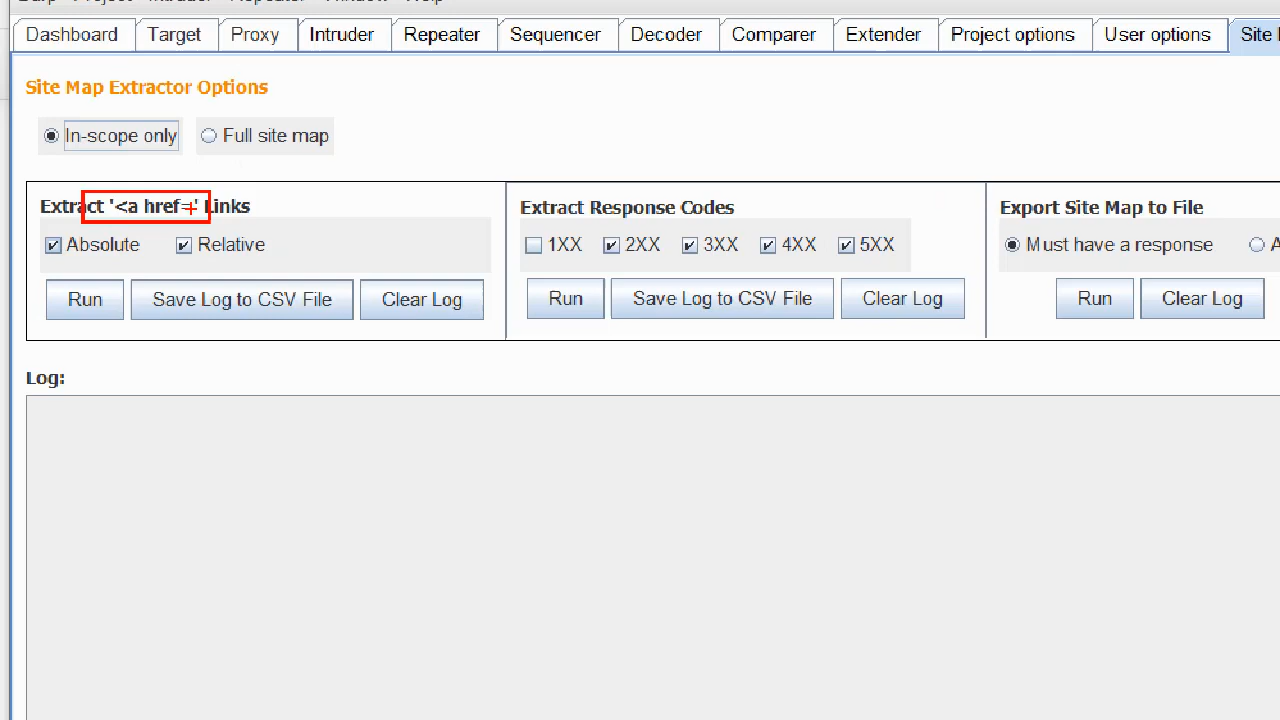 Dashboard Target Proxy Intruder Repeater Sequencer Decoder Comparer Extender Project options User options Site
Site Map Extractor Options
In-scope only Full site map
Extract '<a href=' Links Extract Response Codes Export Site Map to File
Absolute Relative 1XX 2XX 3XX 4XX 5XX Must have a response
Run Save Log to CSV File Clear Log Run Save Log to CSV File Clear Log Run Clear Log
Log: